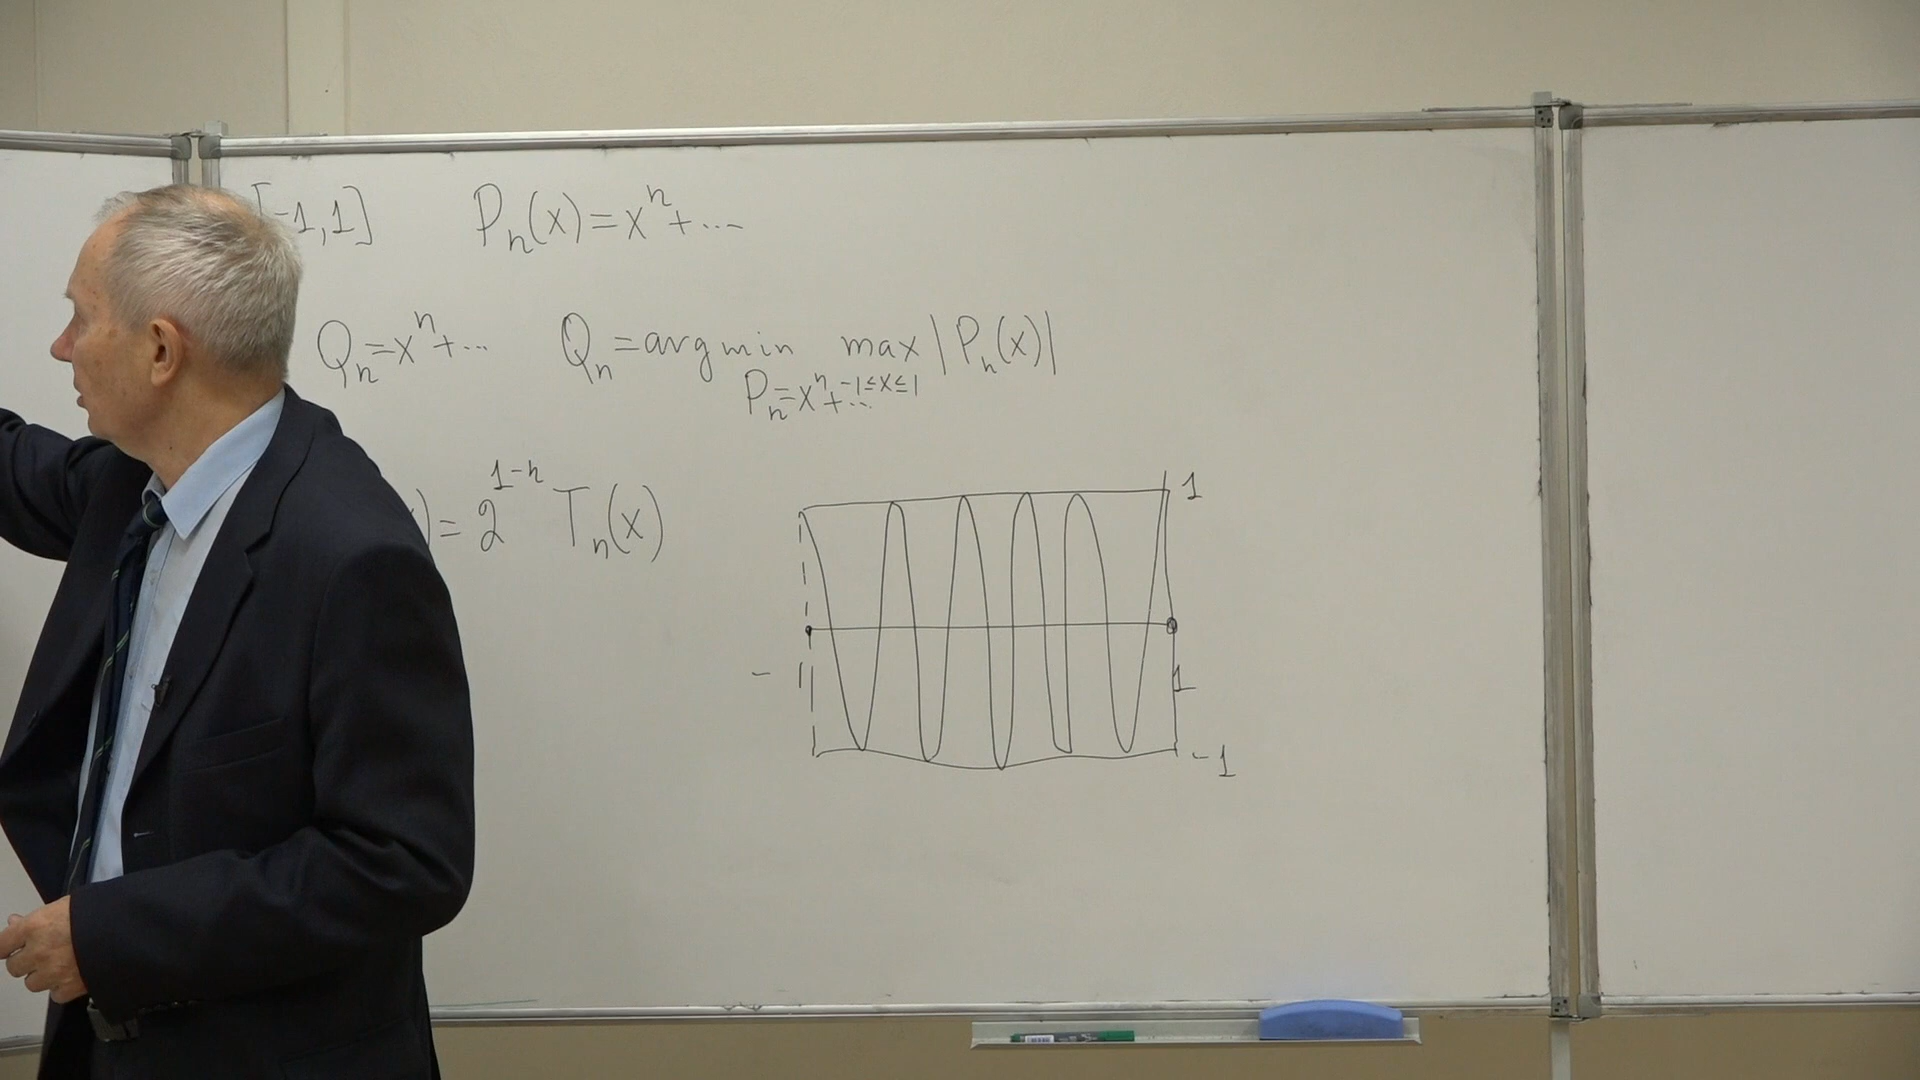 [-1,1] P_n(x)=x^n+...
Q_n=x^n+... Q_n=arg min max |P_n(x)|
P_n=x^n+... -1≤x≤1
)=2^{1-n} T_n(x)
1
-1
1
-1